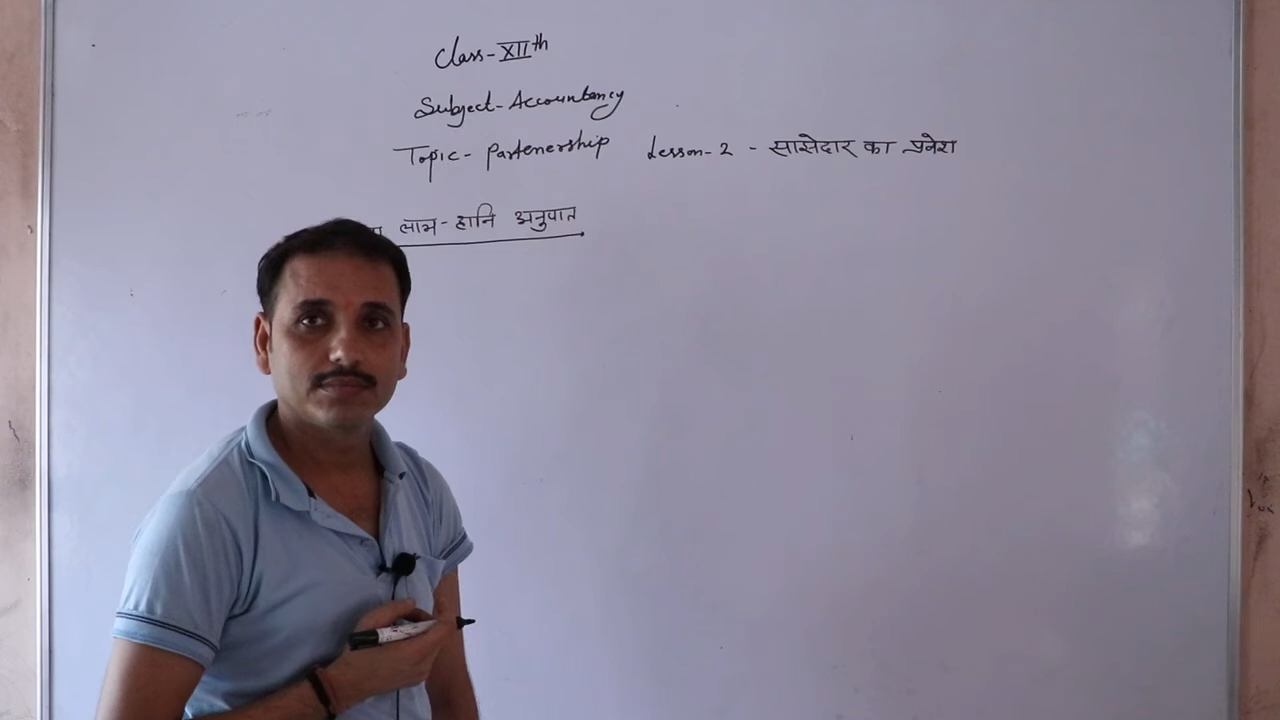 Class-XIIth
Subject-Accountancy
Topic- Partenership Lesson-2 - साझेदार का प्रवेश
लाभ-हानि अनुपात